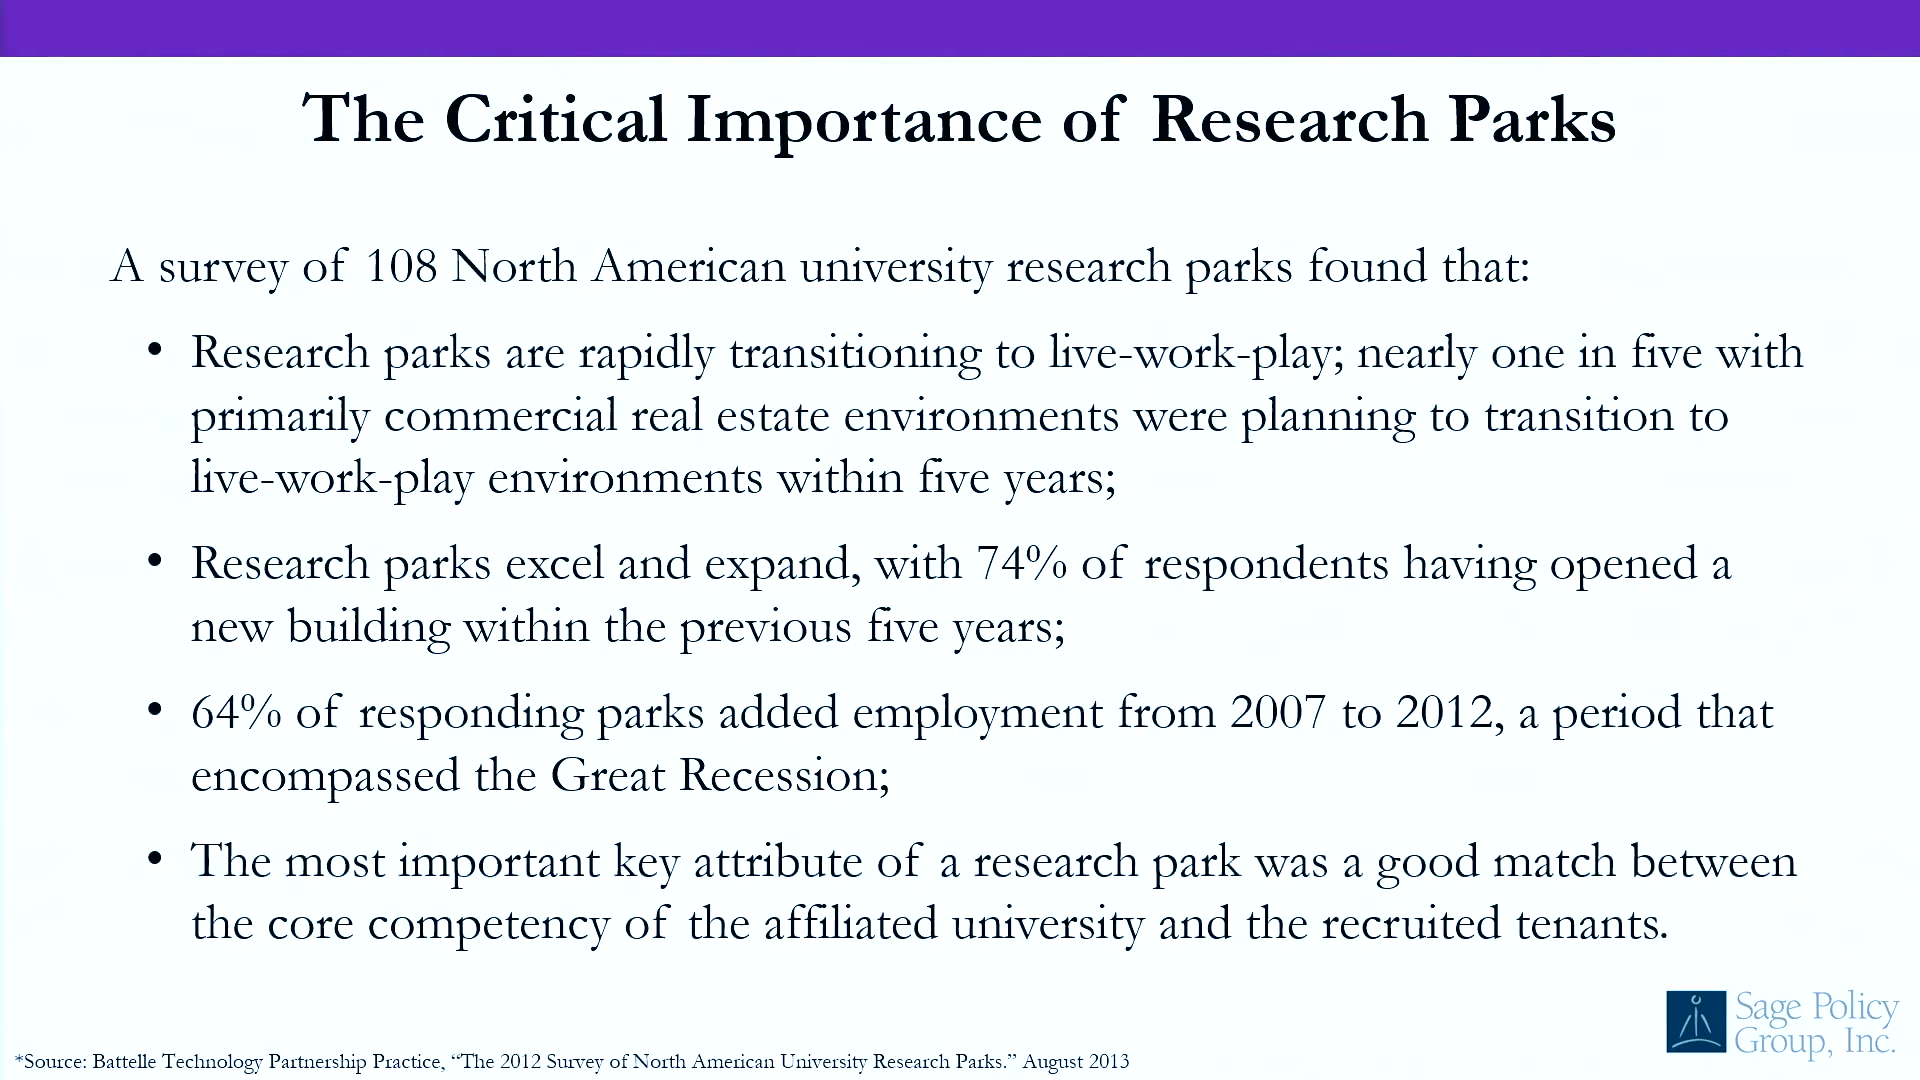 The Critical Importance of Research Parks
A survey of 108 North American university research parks found that:
• Research parks are rapidly transitioning to live-work-play; nearly one in five with
primarily commercial real estate environments were planning to transition to
live-work-play environments within five years;
• Research parks excel and expand, with 74% of respondents having opened a
new building within the previous five years;
• 64% of responding parks added employment from 2007 to 2012, a period that
encompassed the Great Recession;
• The most important key attribute of a research park was a good match between
the core competency of the affiliated university and the recruited tenants.
Sage Policy
Group, Inc.
*Source: Battelle Technology Partnership Practice, “The 2012 Survey of North American University Research Parks.” August 2013